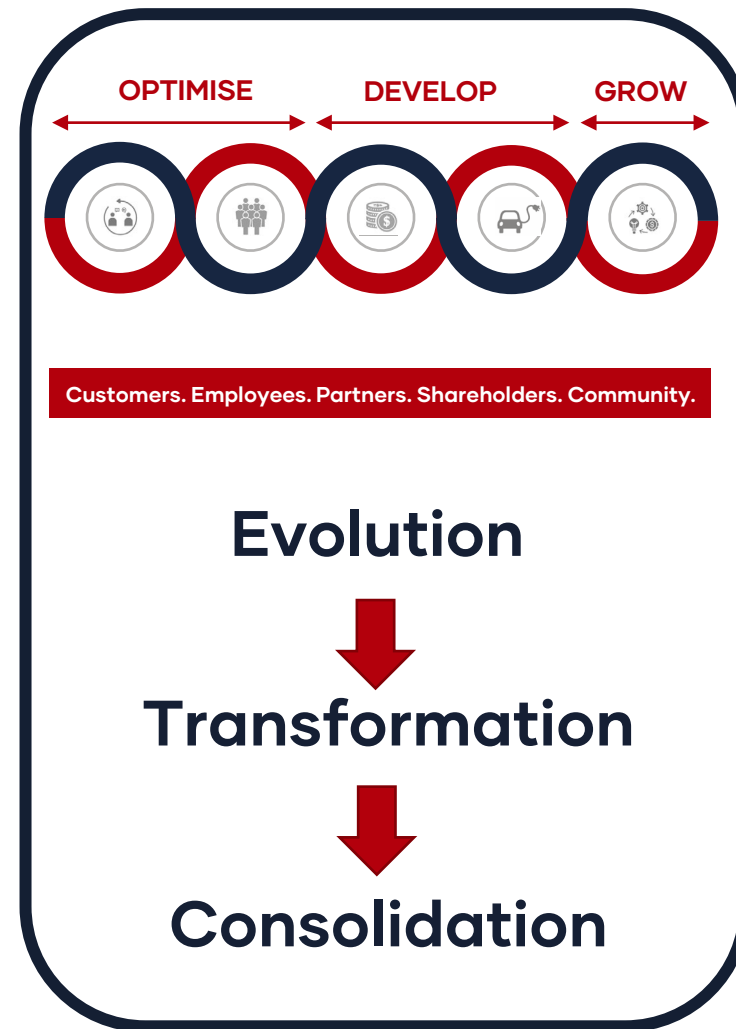 OPTIMISE DEVELOP GROW
Customers. Employees. Partners. Shareholders. Community.
Evolution
Transformation
Consolidation